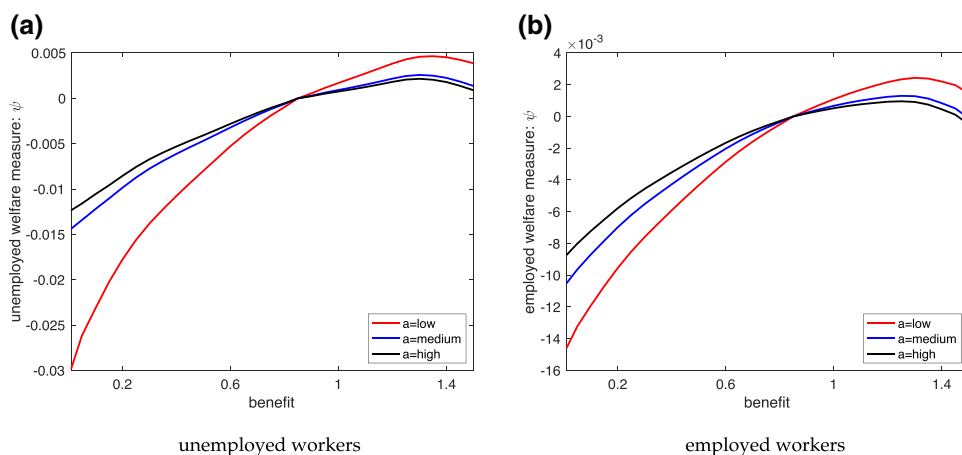 (a)
0.005
0
-0.005
-0.01
-0.015
-0.02
-0.025
-0.03
unemployed welfare measure: ψ
0.2
0.6
1
1.4
benefit
a=low
a=medium
a=high
unemployed workers
(b)
×10⁻³
4
2
0
-2
-4
-6
-8
-10
-12
-14
-16
employed welfare measure: ψ
0.2
0.6
1
1.4
benefit
a=low
a=medium
a=high
employed workers